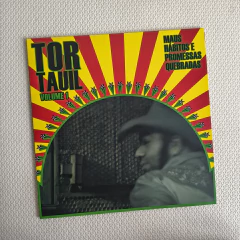 TOR
TAUIL
VOLUME 1
MAUS
HÁBITOS E
PROMESSAS
QUEBRADAS